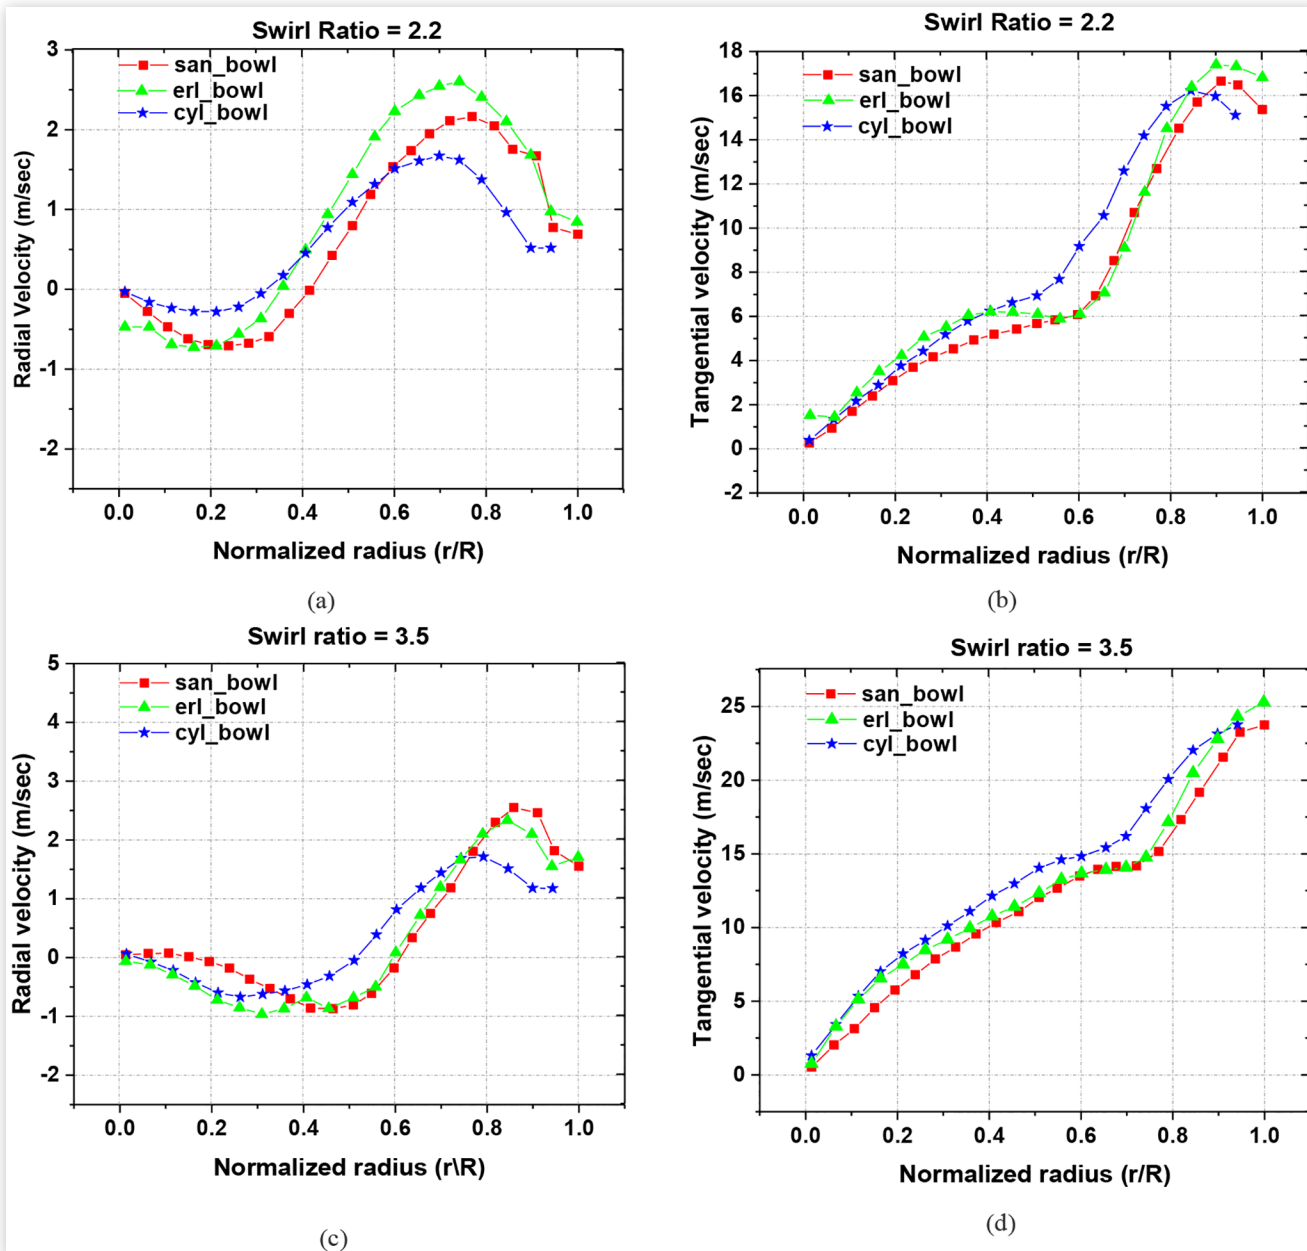 Swirl Ratio = 2.2
san_bowl
erl_bowl
cyl_bowl
Radial Velocity (m/sec)
3
2
1
0
-1
-2
0.0 0.2 0.4 0.6 0.8 1.0
Normalized radius (r/R)
(a)
Swirl Ratio = 2.2
san_bowl
erl_bowl
cyl_bowl
Tangential velocity (m/sec)
18
16
14
12
10
8
6
4
2
0
-2
0.0 0.2 0.4 0.6 0.8 1.0
Normalized radius (r/R)
(b)
Swirl ratio = 3.5
san_bowl
erl_bowl
cyl_bowl
Radial velocity (m/sec)
5
4
3
2
1
0
-1
-2
0.0 0.2 0.4 0.6 0.8 1.0
Normalized radius (r\R)
(c)
Swirl ratio = 3.5
san_bowl
erl_bowl
cyl_bowl
Tangential velocity (m/sec)
25
20
15
10
5
0
0.0 0.2 0.4 0.6 0.8 1.0
Normalized radius (r/R)
(d)